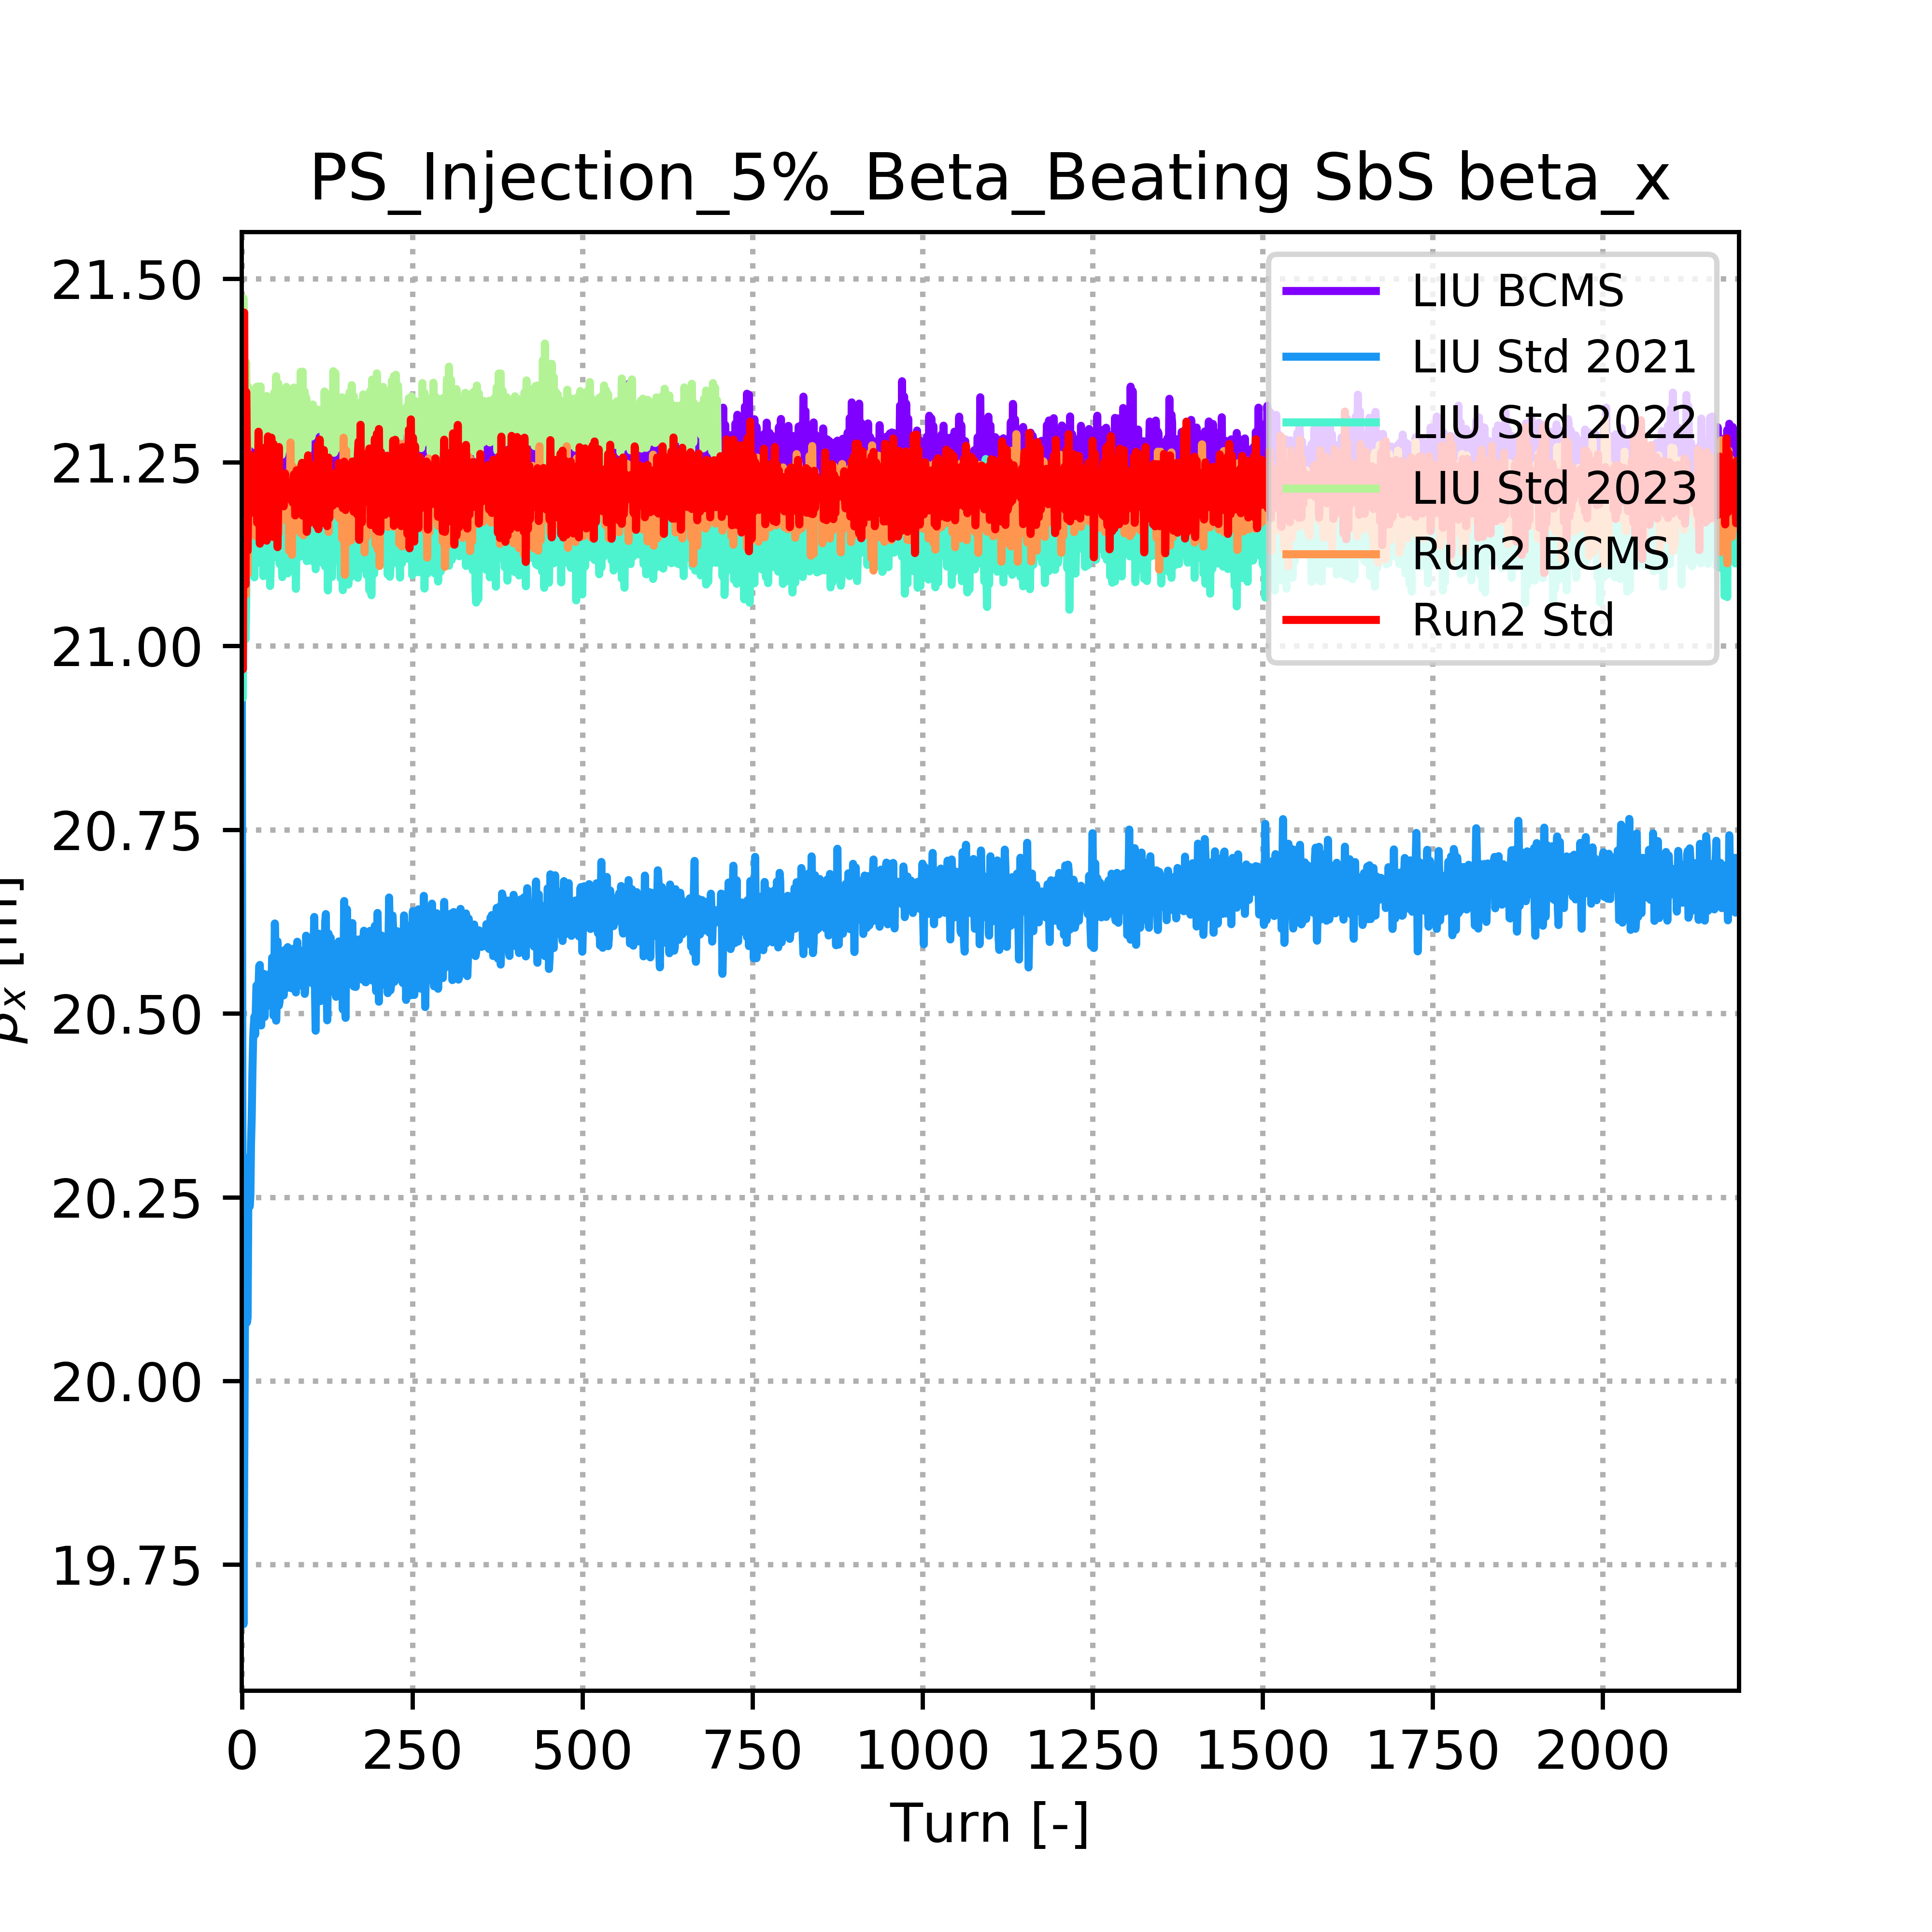 PS_Injection_5%_Beta_Beating SbS beta_x
21.50
21.25
21.00
20.75
20.50
20.25
20.00
19.75
LIU BCMS
LIU Std 2021
LIU Std 2022
LIU Std 2023
Run2 BCMS
Run2 Std
0 250 500 750 1000 1250 1500 1750 2000
Turn [-]